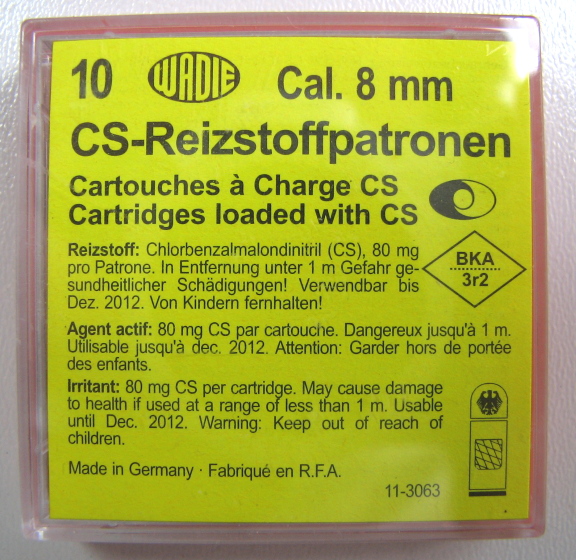 10 WADIE Cal. 8 mm
CS-Reizstoffpatronen
Cartouches à Charge CS
Cartridges loaded with CS
BKA
3r2
Reizstoff: Chlorbenzalmalondinitril (CS), 80 mg
pro Patrone. In Entfernung unter 1 m Gefahr ge-
sundheitlicher Schädigungen! Verwendbar bis
Dez. 2012. Von Kindern fernhalten!
Agent actif: 80 mg CS par cartouche. Dangereux jusqu'à 1 m.
Utilisable jusqu'à dec. 2012. Attention: Garder hors de portée
des enfants.
Irritant: 80 mg CS per cartridge. May cause damage
to health if used at a range of less than 1 m. Usable
until Dec. 2012. Warning: Keep out of reach of
children.
Made in Germany · Fabriqué en R.F.A.
11-3063